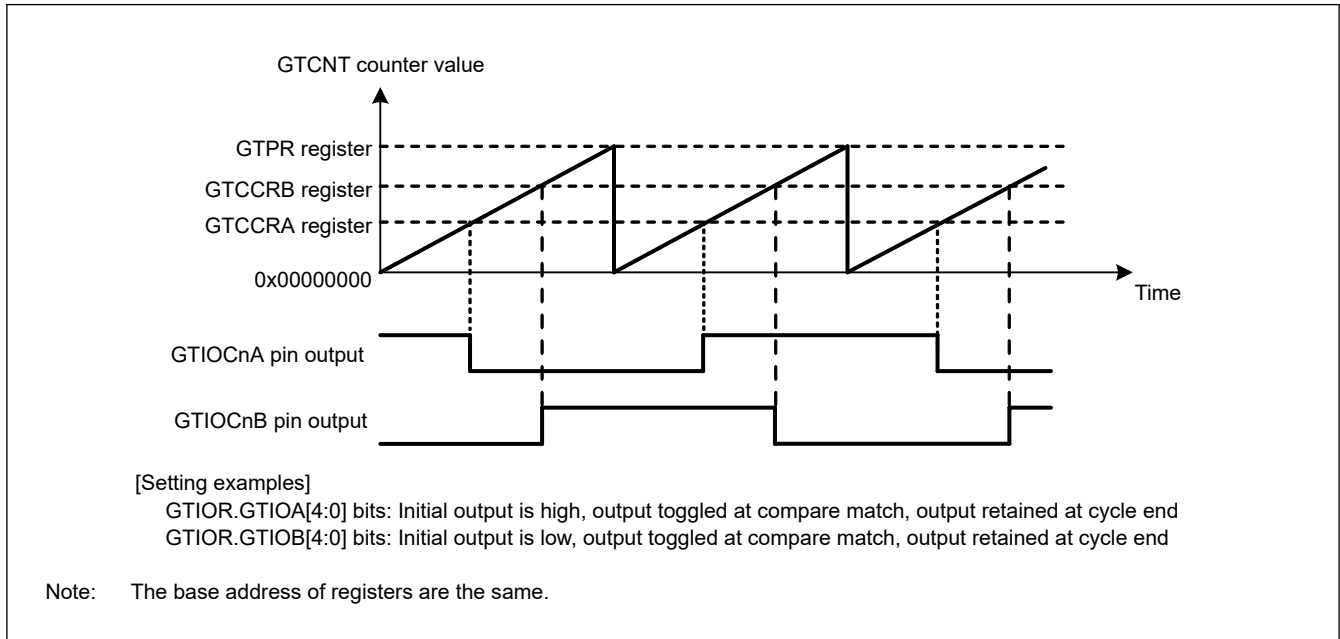 GTCNT counter value
GTPR register
GTCCRB register
GTCCRA register
0x00000000
Time
GTIOCnA pin output
GTIOCnB pin output
[Setting examples]
GTIOR.GTIOA[4:0] bits: Initial output is high, output toggled at compare match, output retained at cycle end
GTIOR.GTIOB[4:0] bits: Initial output is low, output toggled at compare match, output retained at cycle end
Note: The base address of registers are the same.